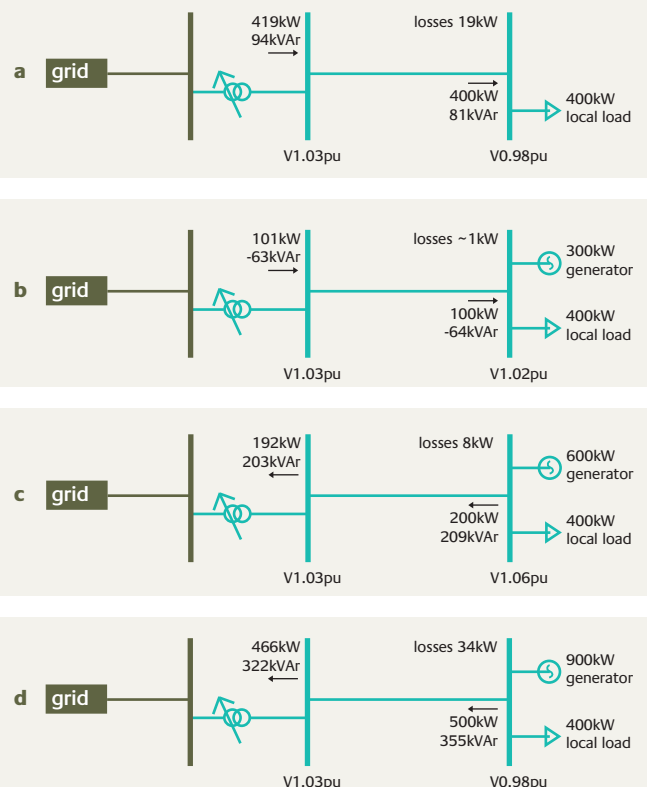 419kW
94kVAr
losses 19kW
a
grid
400kW
81kVAr
400kW
local load
V1.03pu
V0.98pu
101kW
-63kVAr
losses ~1kW
300kW
generator
b
grid
100kW
-64kVAr
400kW
local load
V1.03pu
V1.02pu
192kW
203kVAr
losses 8kW
600kW
generator
c
grid
200kW
209kVAr
400kW
local load
V1.03pu
V1.06pu
466kW
322kVAr
losses 34kW
900kW
generator
d
grid
500kW
355kVAr
400kW
local load
V1.03pu
V0.98pu